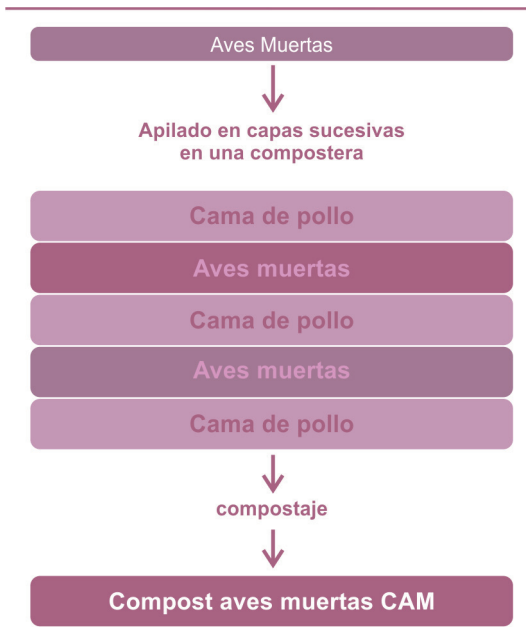 Aves Muertas
Apilado en capas sucesivas
en una compostera
Cama de pollo
Aves muertas
Cama de pollo
Aves muertas
Cama de pollo
compostaje
Compost aves muertas CAM